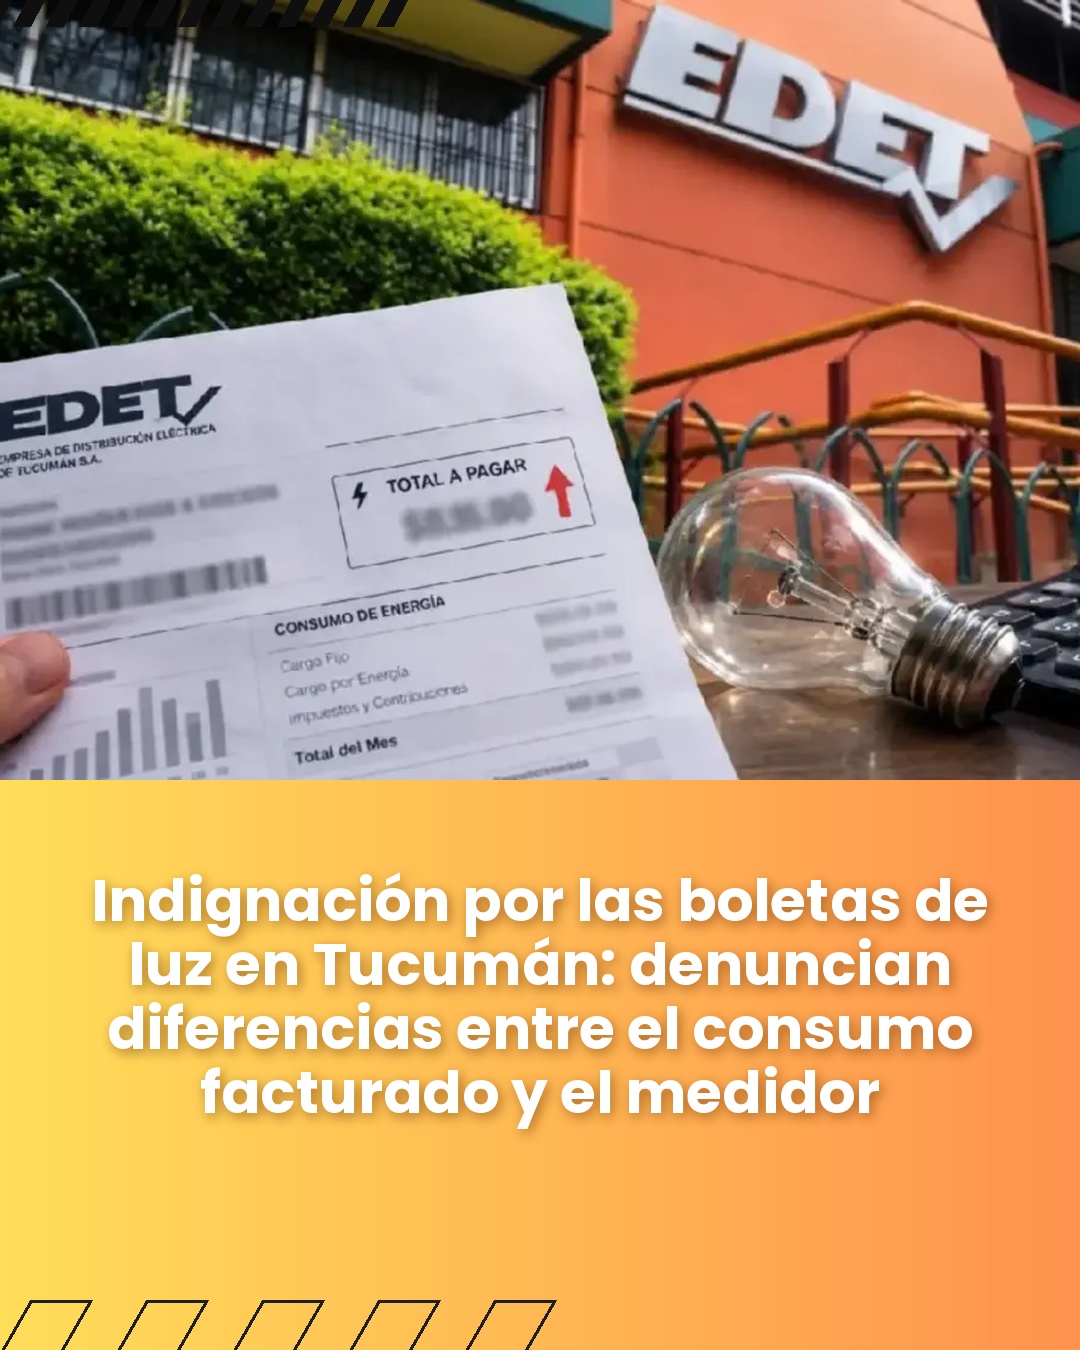 EDET
EDET
EMPRESA DE DISTRIBUCIÓN ELÉCTRICA
DE TUCUMÁN S.A.
TOTAL A PAGAR
CONSUMO DE ENERGÍA
Cargo Fijo
Cargo por Energía
Impuestos y Contribuciones
Total del Mes
Indignación por las boletas de
luz en Tucumán: denuncian
diferencias entre el consumo
facturado y el medidor